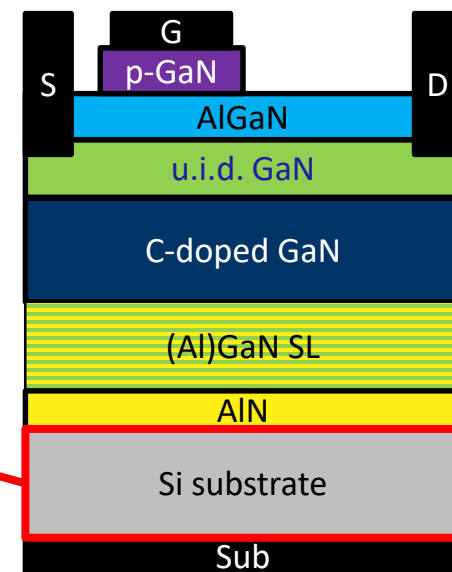 G
S
p-GaN
D
AlGaN
u.i.d. GaN
C-doped GaN
(Al)GaN SL
AlN
Si substrate
Sub